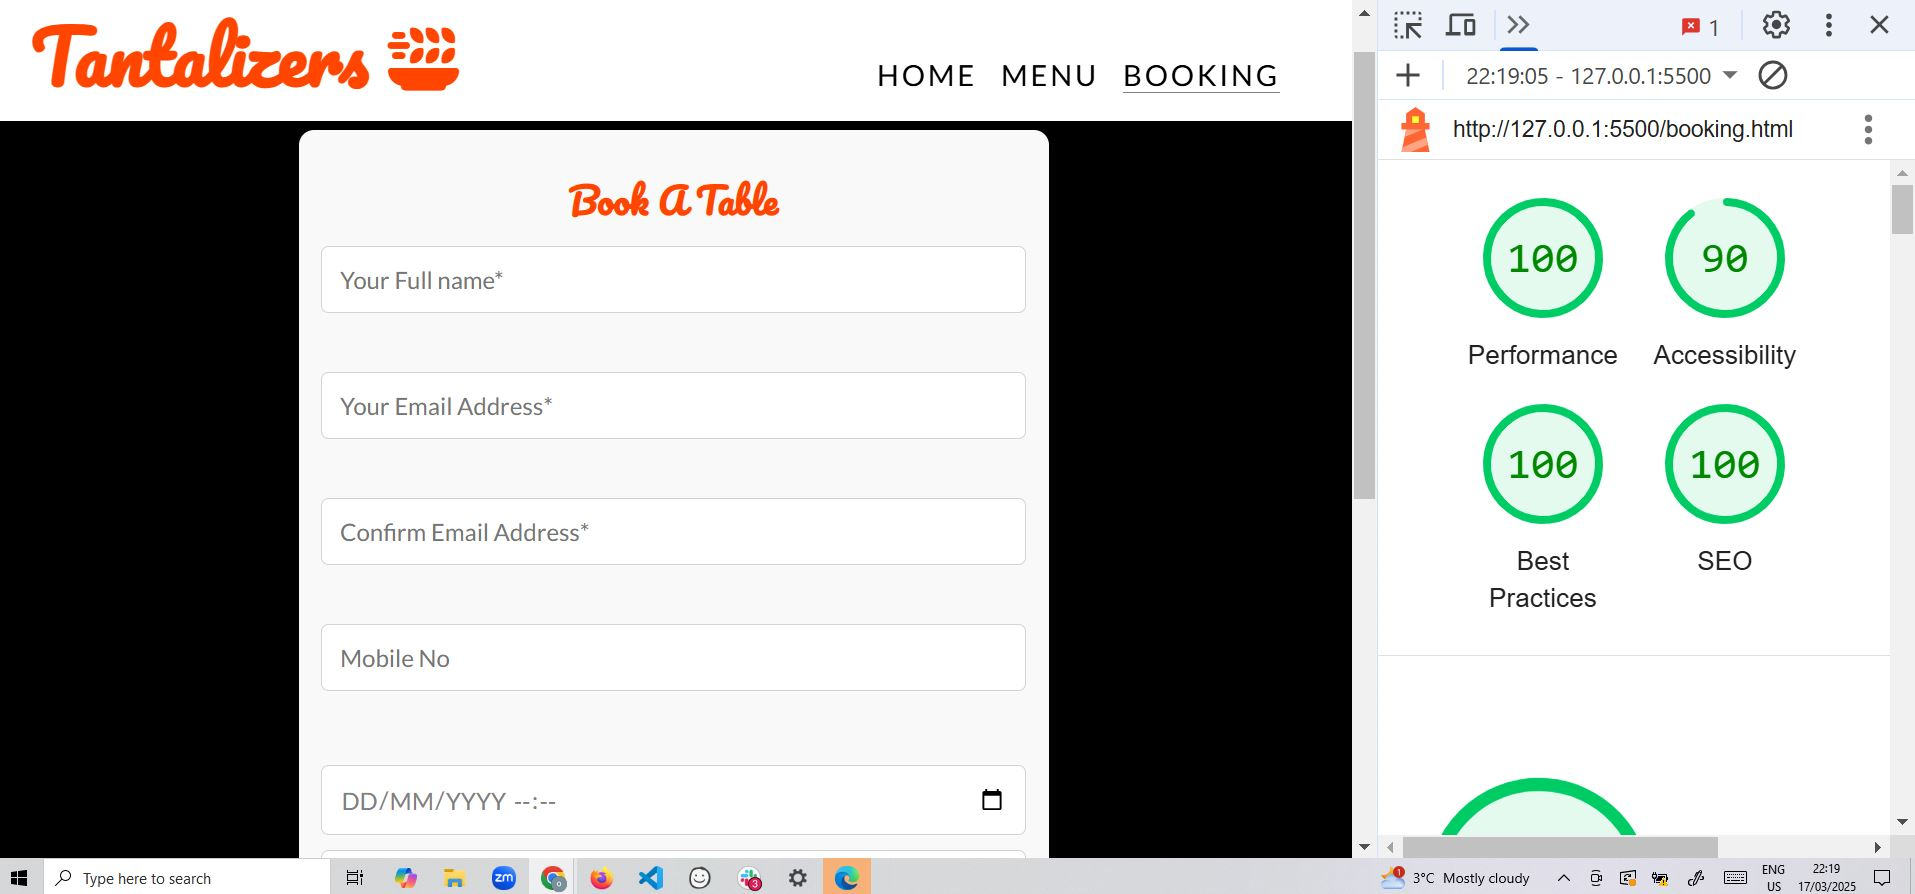 Tantalizers
HOME MENU BOOKING
Book A Table
Your Full name*
Your Email Address*
Confirm Email Address*
Mobile No
DD/MM/YYYY --:--
1
22:19:05 - 127.0.0.1:5500
http://127.0.0.1:5500/booking.html
100
90
Performance
Accessibility
100
100
Best
Practices
SEO
Type here to search
zm
3
1
3°C Mostly cloudy
ENG
US
22:19
17/03/2025